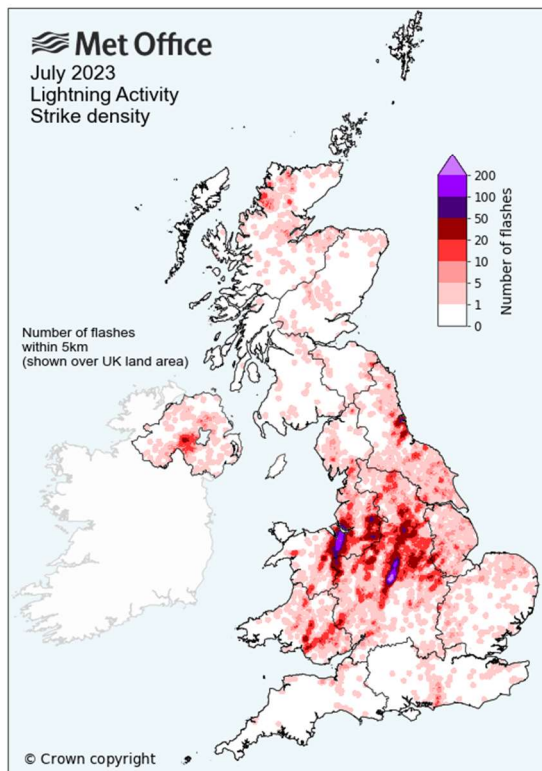 Met Office
July 2023
Lightning Activity
Strike density
200
100
50
20
10
5
1
0
Number of flashes
Number of flashes
within 5km
(shown over UK land area)
© Crown copyright